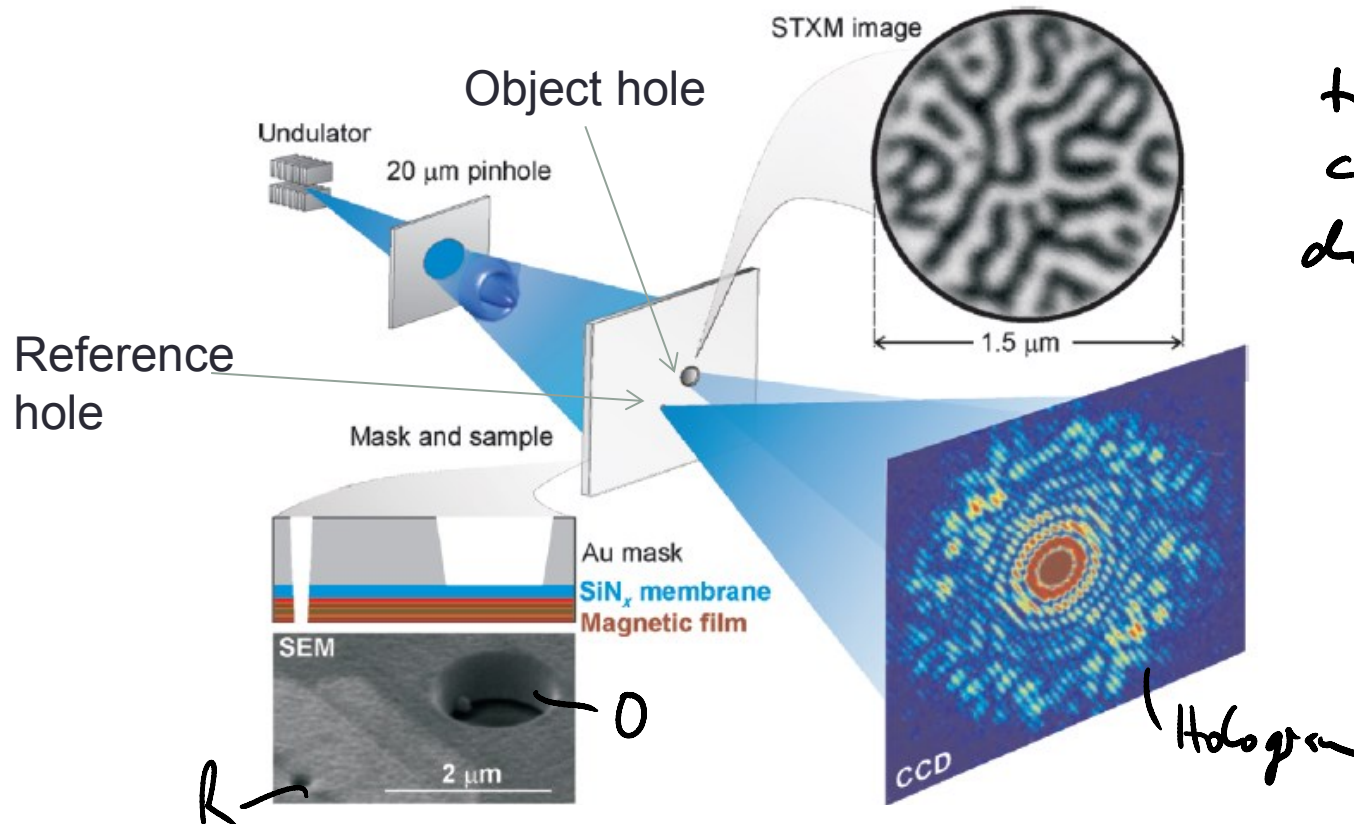 STXM image
Object hole
Undulator
20 μm pinhole
1.5 μm
Reference
hole
Mask and sample
Au mask
SiNₓ membrane
Magnetic film
SEM
O
2 μm
R
CCD
Hologram